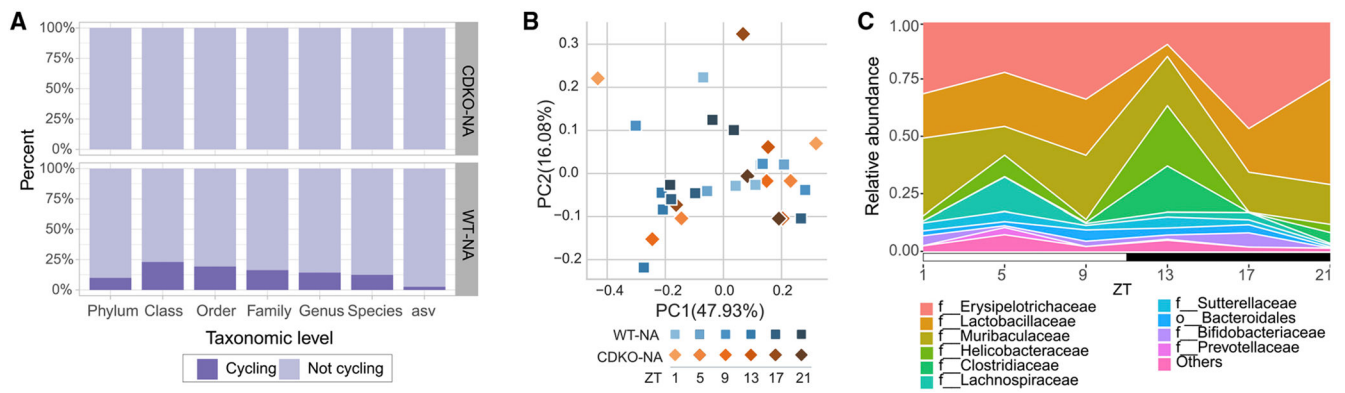 A
Percent
100%
75%
50%
25%
0%
CDKO-NA
100%
75%
50%
25%
0%
WT-NA
Phylum Class Order Family Genus Species asv
Taxonomic level
Cycling Not cycling
B
PC2(16.08%)
0.3
0.2
0.1
0.0
−0.1
−0.2
−0.4 −0.2 0.0 0.2
PC1(47.93%)
WT-NA
CDKO-NA
ZT 1 5 9 13 17 21
C
Relative abundance
1.00
0.75
0.50
0.25
0.00
1 5 9 13 17 21
ZT
f__Erysipelotrichaceae
f__Lactobacillaceae
f__Muribaculaceae
f__Helicobacteraceae
f__Clostridiaceae
f__Lachnospiraceae
f__Sutterellaceae
o__Bacteroidales
f__Bifidobacteriaceae
f__Prevotellaceae
Others